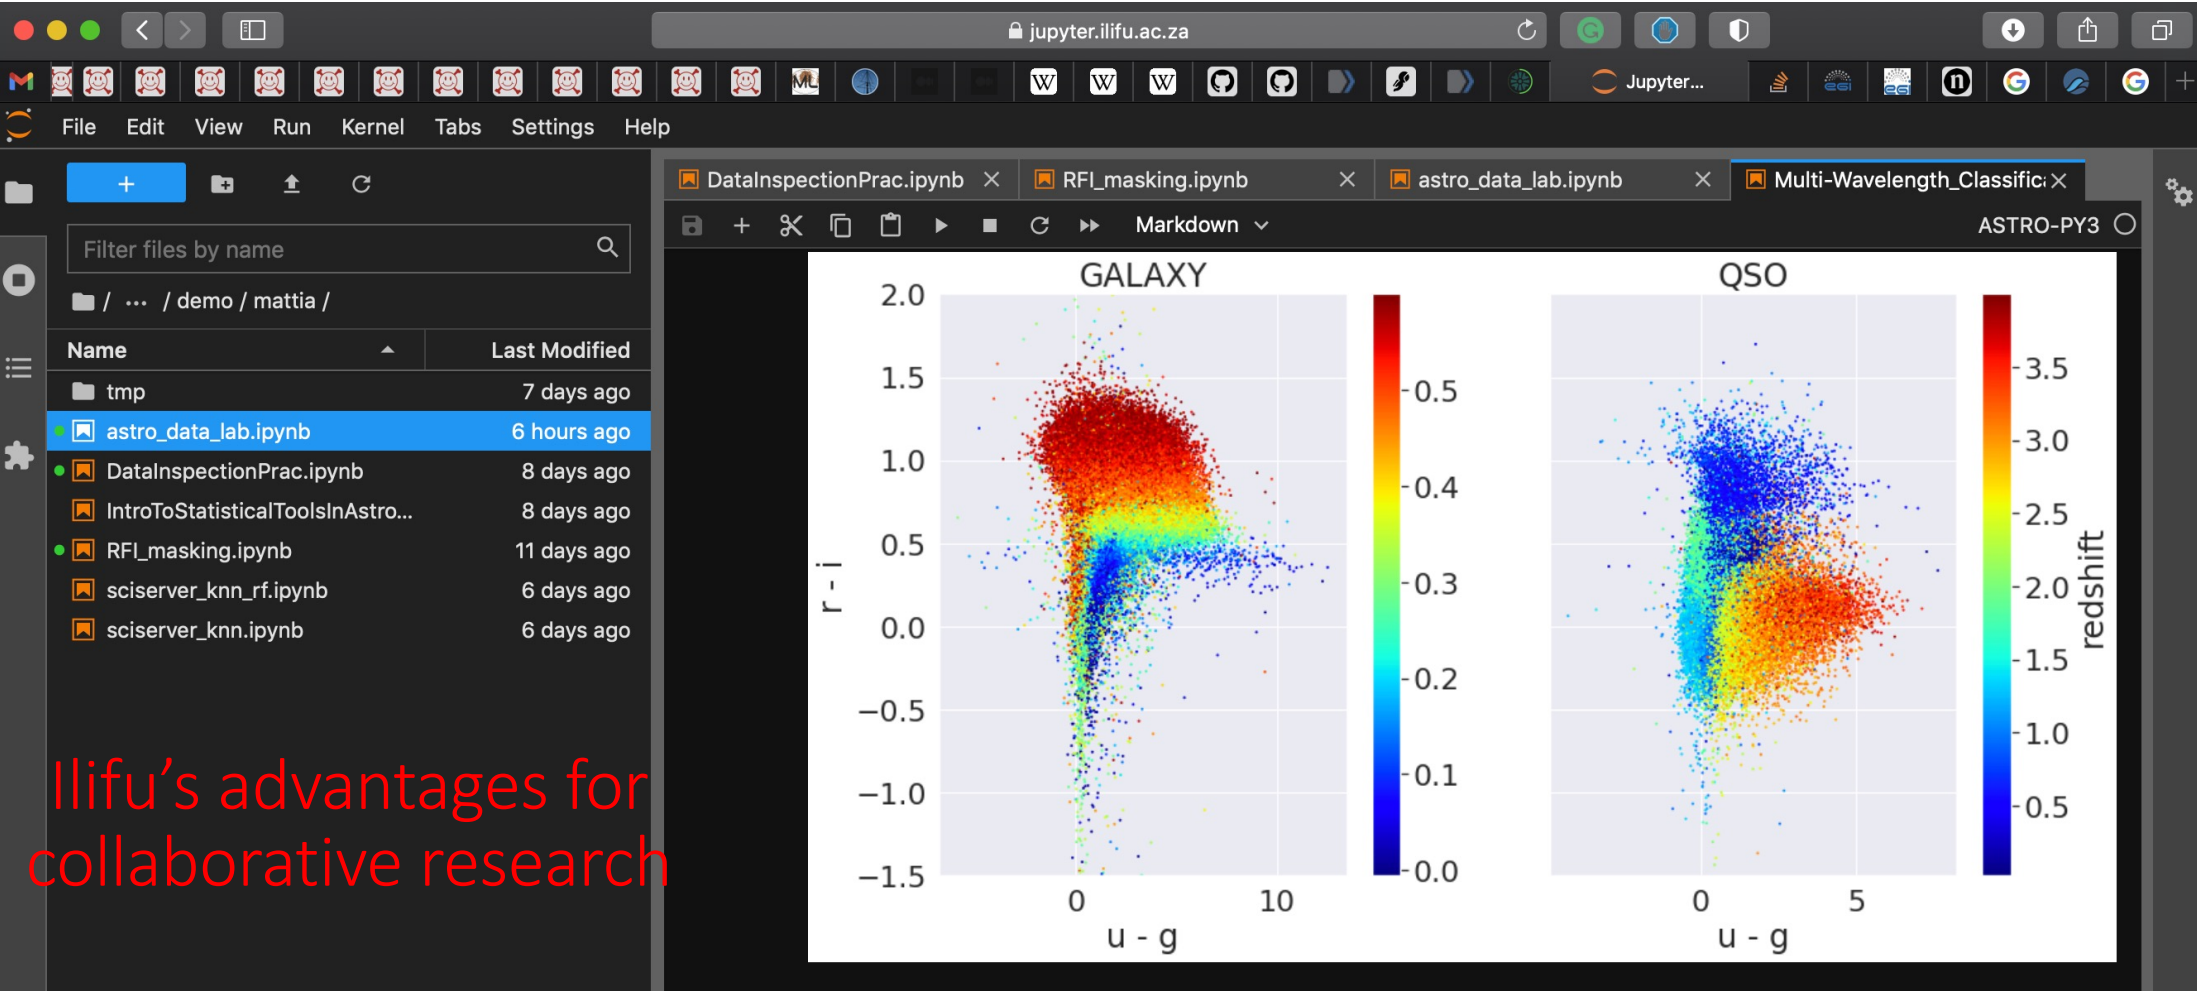 jupyter.ilifu.ac.za
ML W W W Jupyter... EGI EGI n G G
File Edit View Run Kernel Tabs Settings Help
DataInspectionPrac.ipynb RFI_masking.ipynb astro_data_lab.ipynb Multi-Wavelength_Classific
Markdown ASTRO-PY3
Filter files by name
/ ... / demo / mattia /
Name Last Modified
tmp 7 days ago
astro_data_lab.ipynb 6 hours ago
DataInspectionPrac.ipynb 8 days ago
IntroToStatisticalToolsInAstro... 8 days ago
RFI_masking.ipynb 11 days ago
sciserver_knn_rf.ipynb 6 days ago
sciserver_knn.ipynb 6 days ago
Ilifu's advantages for
collaborative research
GALAXY
2.0
1.5
1.0
0.5
0.0
−0.5
−1.0
−1.5
r - i
0 10
u - g
0.5
0.4
0.3
0.2
0.1
0.0
QSO
0 5
u - g
3.5
3.0
2.5
2.0
1.5
1.0
0.5
redshift